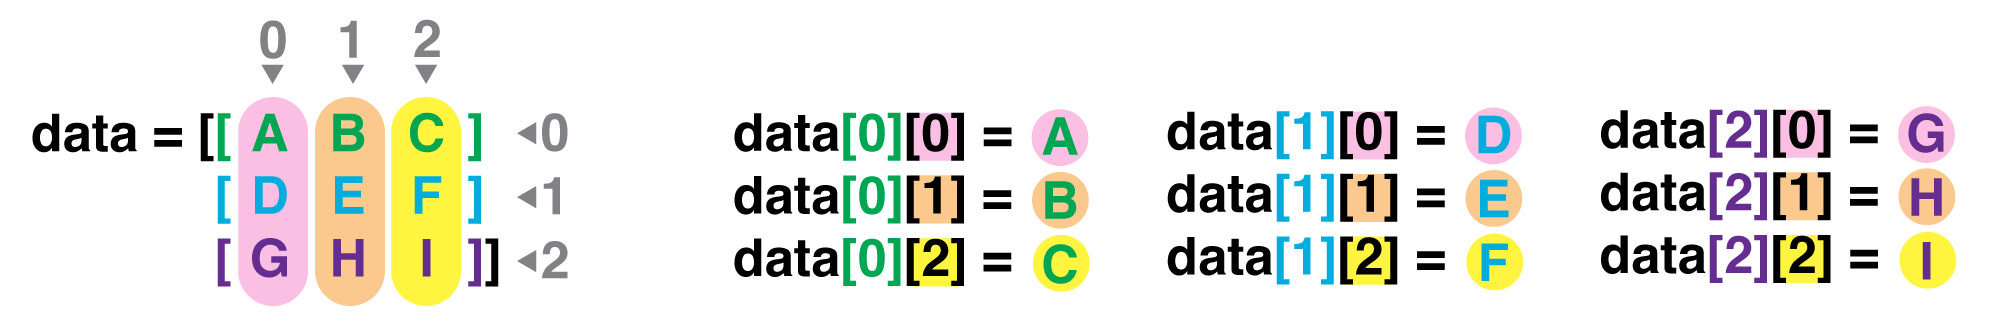 0 1 2
data = [[ A B C ] 0
[ D E F ] 1
[ G H I ]] 2
data[0][0] = A
data[0][1] = B
data[0][2] = C
data[1][0] = D
data[1][1] = E
data[1][2] = F
data[2][0] = G
data[2][1] = H
data[2][2] = I